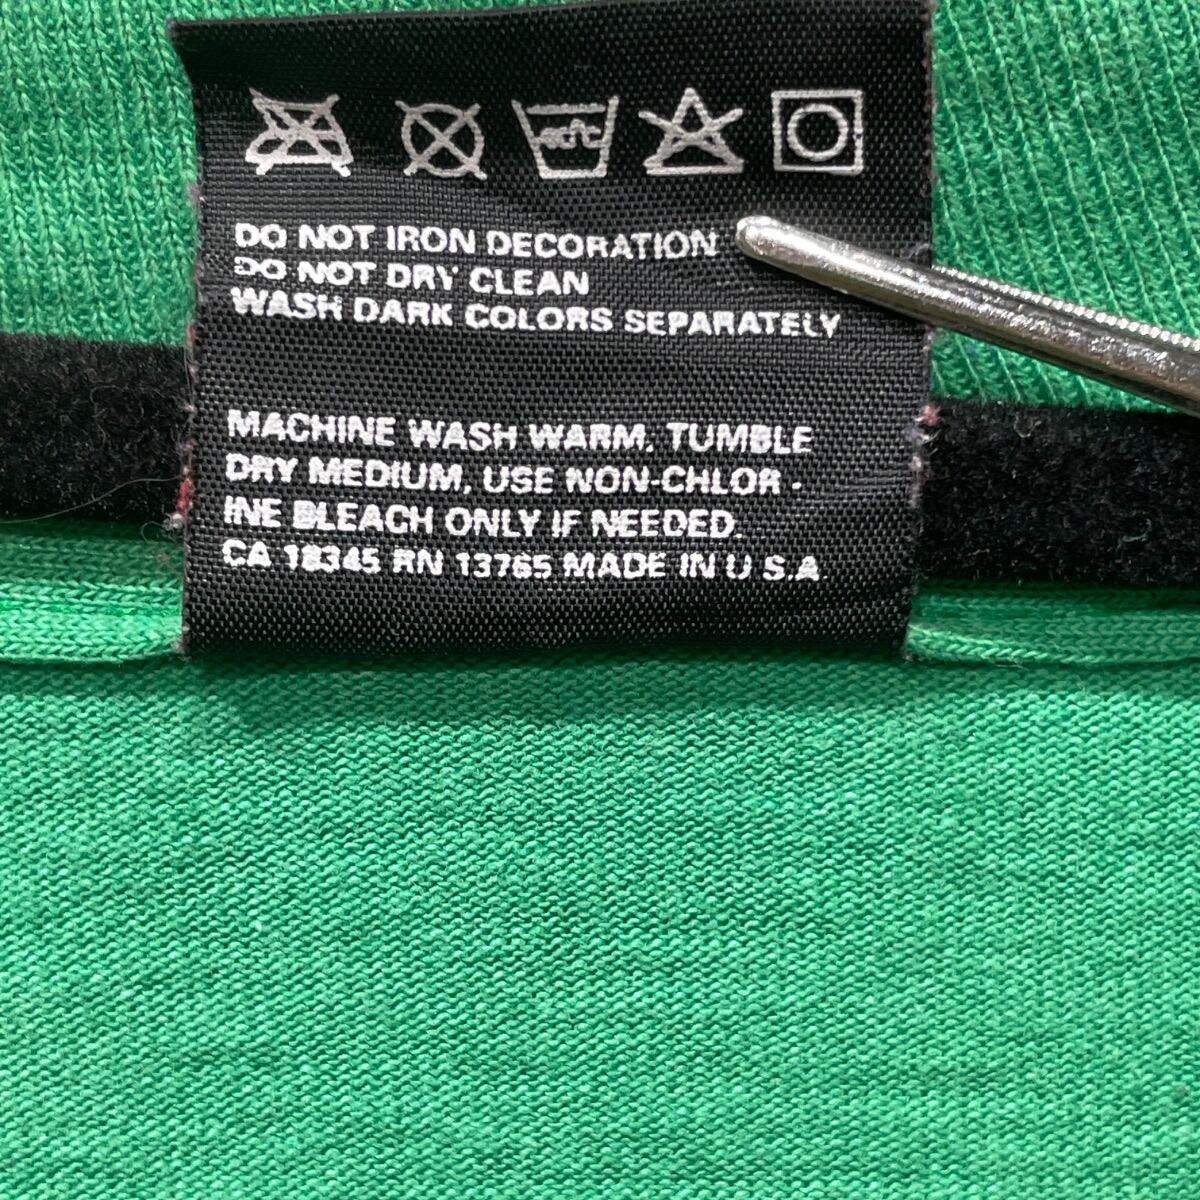 40°C
DO NOT IRON DECORATION
DO NOT DRY CLEAN
WASH DARK COLORS SEPARATELY
MACHINE WASH WARM, TUMBLE
DRY MEDIUM, USE NON-CHLOR -
INE BLEACH ONLY IF NEEDED.
CA 18345 RN 13765 MADE IN U.S.A.